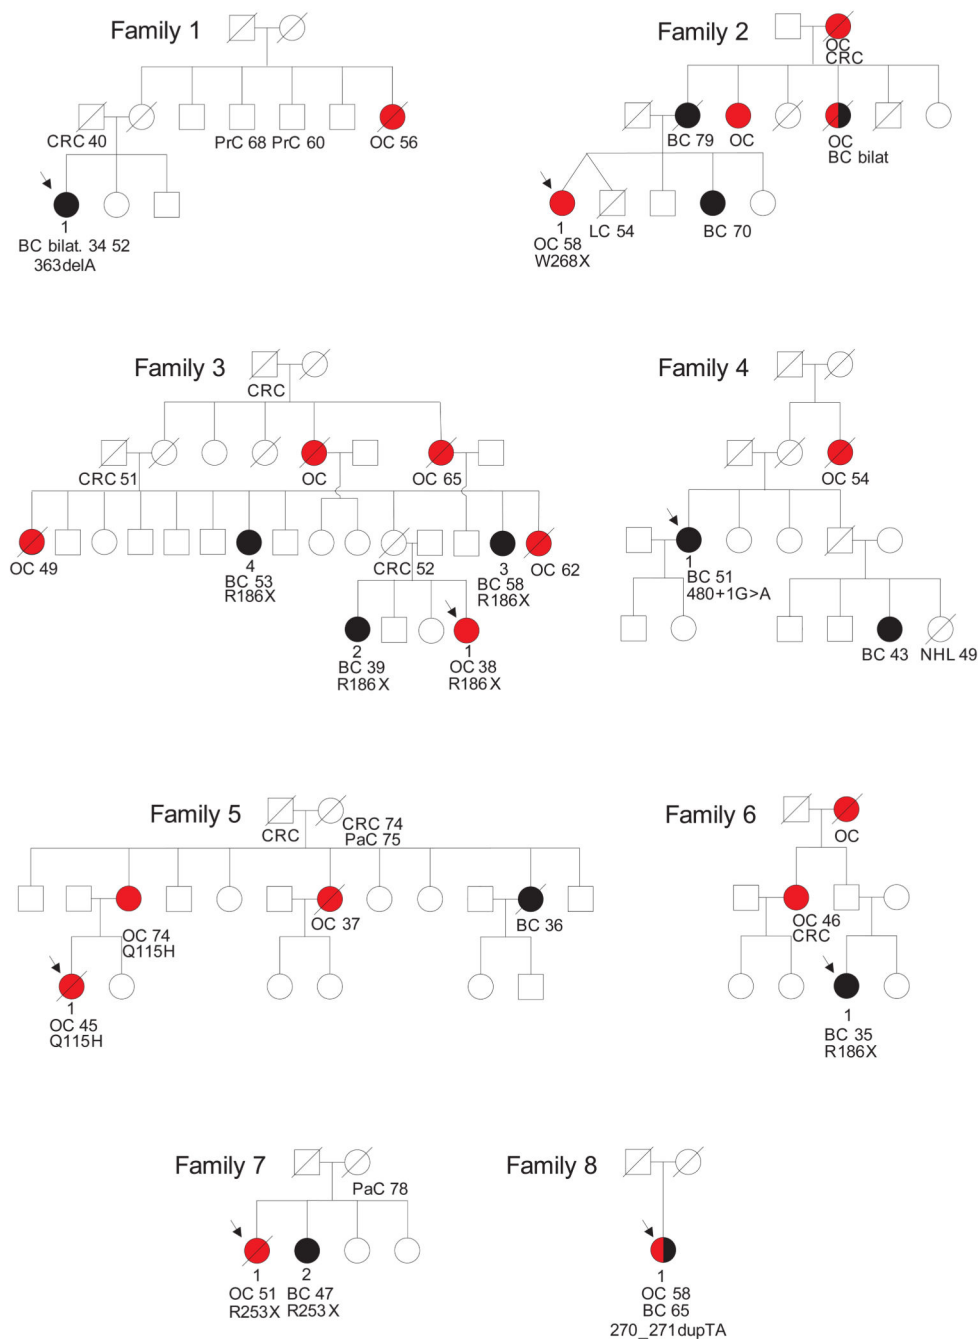 Family 1
CRC 40
PrC 68 PrC 60
OC 56
1
BC bilat. 34 52
363delA
Family 2
OC
CRC
BC 79
OC
OC
BC bilat
1
OC 58
W268X
LC 54
BC 70
Family 3
CRC
CRC 51
OC
OC 65
OC 49
4
BC 53
R186X
CRC 52
3
BC 58
R186X
OC 62
2
BC 39
R186X
1
OC 38
R186X
Family 4
OC 54
1
BC 51
480+1G>A
BC 43
NHL 49
Family 5
CRC
CRC 74
PaC 75
OC 74
Q115H
OC 37
BC 36
1
OC 45
Q115H
Family 6
OC
OC 46
CRC
1
BC 35
R186X
Family 7
PaC 78
1
OC 51
R253X
2
BC 47
R253X
Family 8
1
OC 58
BC 65
270_271dupTA